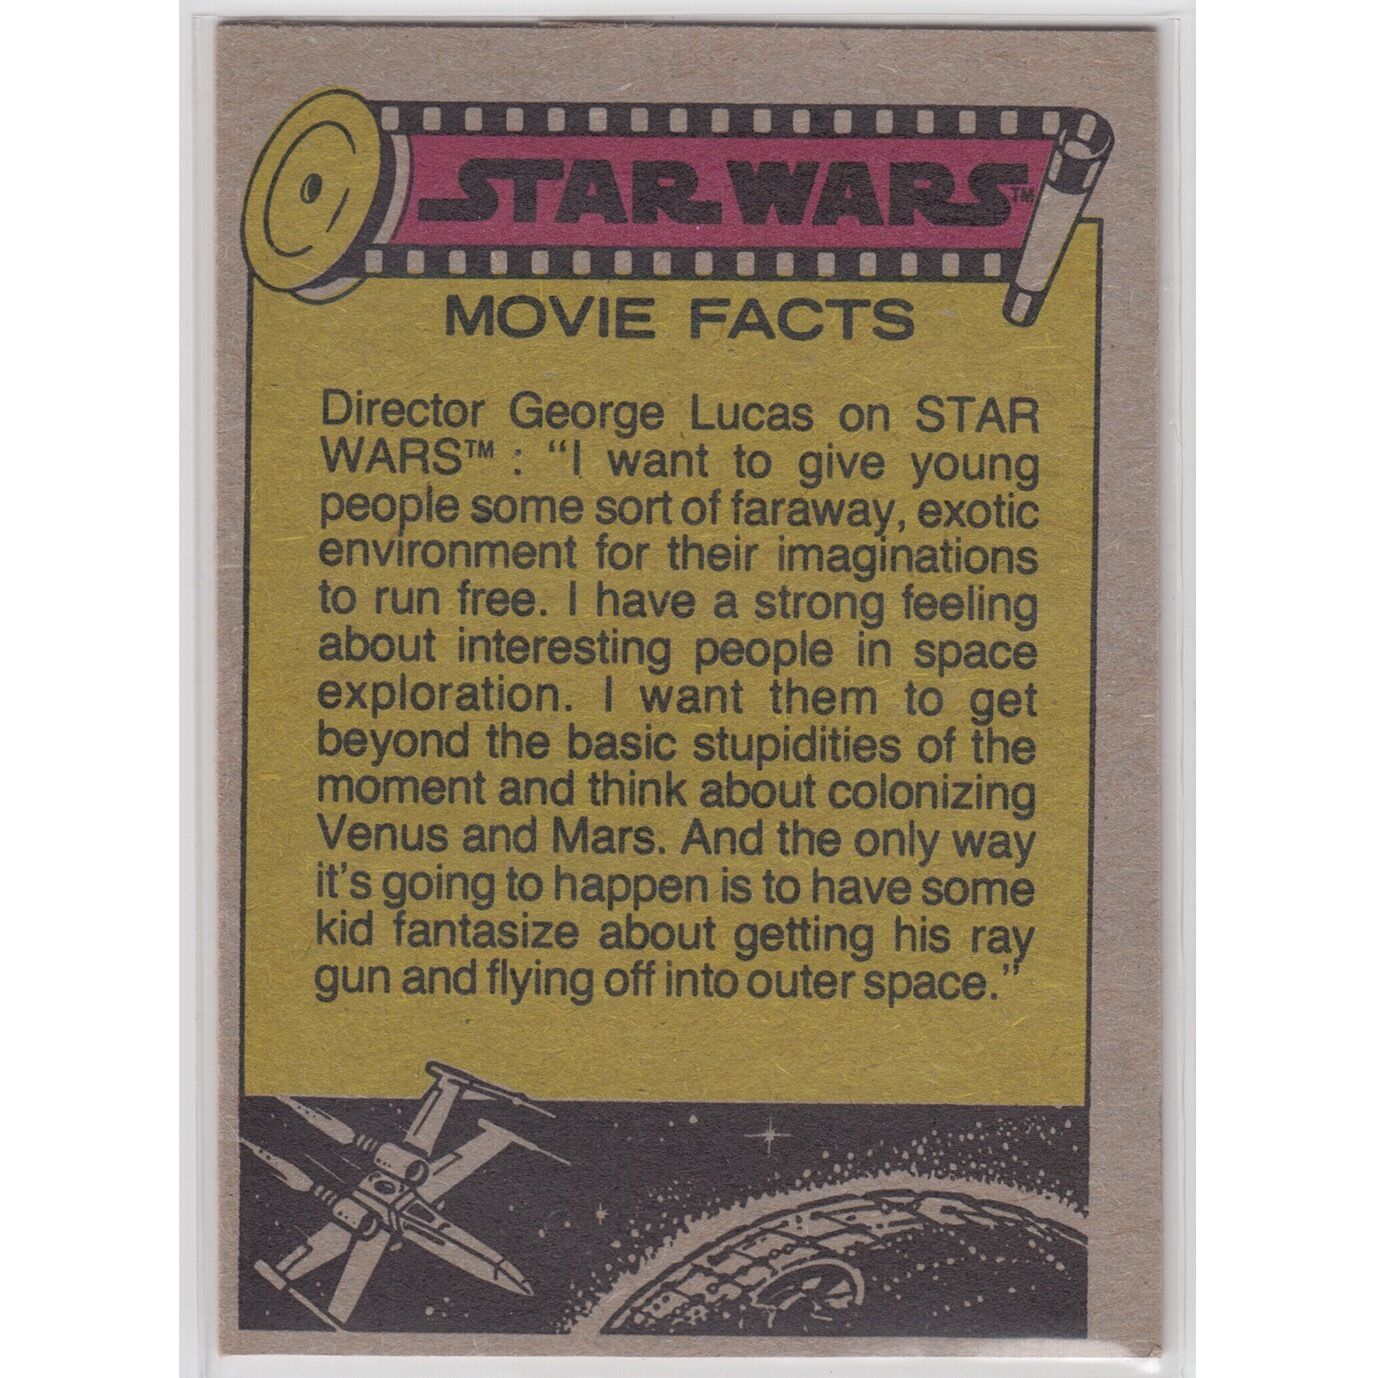 STAR WARS™
MOVIE FACTS
Director George Lucas on STAR
WARS™ : “I want to give young
people some sort of faraway, exotic
environment for their imaginations
to run free. I have a strong feeling
about interesting people in space
exploration. I want them to get
beyond the basic stupidities of the
moment and think about colonizing
Venus and Mars. And the only way
it's going to happen is to have some
kid fantasize about getting his ray
gun and flying off into outer space.”